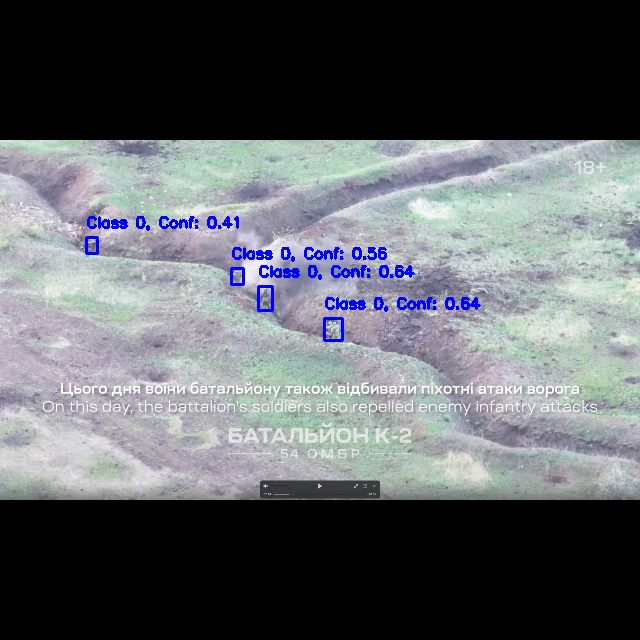 18+
Class 0, Conf: 0.41
Class 0, Conf: 0.56
Class 0, Conf: 0.64
Class 0, Conf: 0.64
Цього дня воїни батальйону також відбивали піхотні атаки ворога
On this day, the battalion's soldiers also repelled enemy infantry attacks
БАТАЛЬЙОН К-2
54 ОМБР